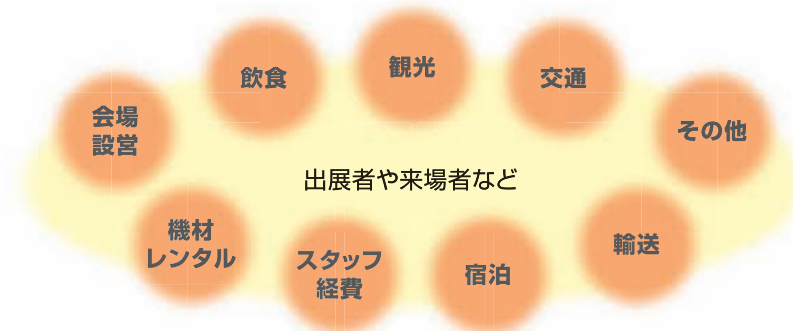 観光
飲食
交通
会場
設営
その他
出展者や来場者など
機材
レンタル
スタッフ
経費
宿泊
輸送